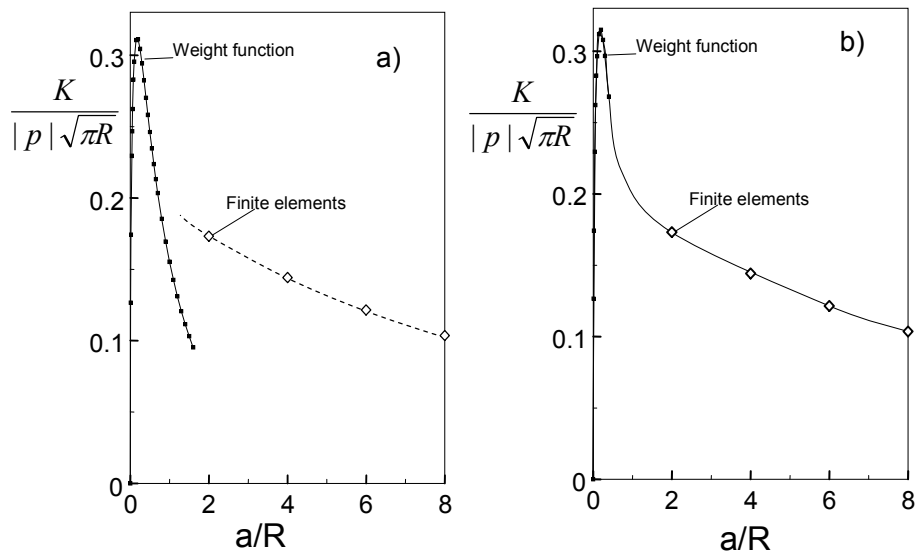 a)
Weight function
0.3
K
| p | √πR
0.2
Finite elements
0.1
0
0 2 4 6 8
a/R
b)
Weight function
0.3
K
| p | √πR
0.2
Finite elements
0.1
0
0 2 4 6 8
a/R